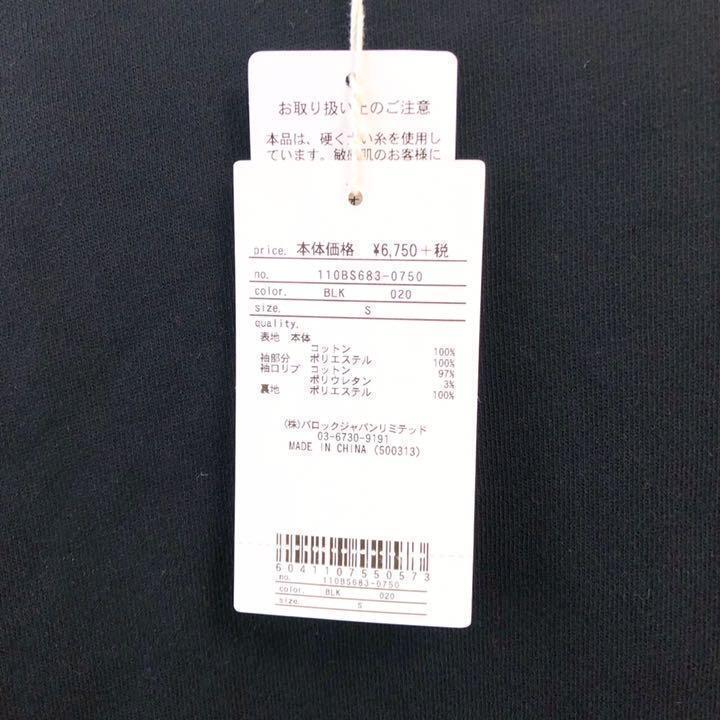 お取り扱い上のご注意
本品は、硬く太い糸を使用し
ています。敏感肌のお客様に
price. 本体価格 ¥6,750+税
no. 110BS683-0750
color. BLK 020
size. S
quality.
表地 本体
コットン 100%
袖部分 ポリエステル 100%
袖口リブ コットン 97%
ポリウレタン 3%
裏地 ポリエステル 100%
(株)バロックジャパンリミテッド
03-6730-9191
MADE IN CHINA (500313)
6041107550573
no. 110BS683-0750
color. BLK 020
size. S